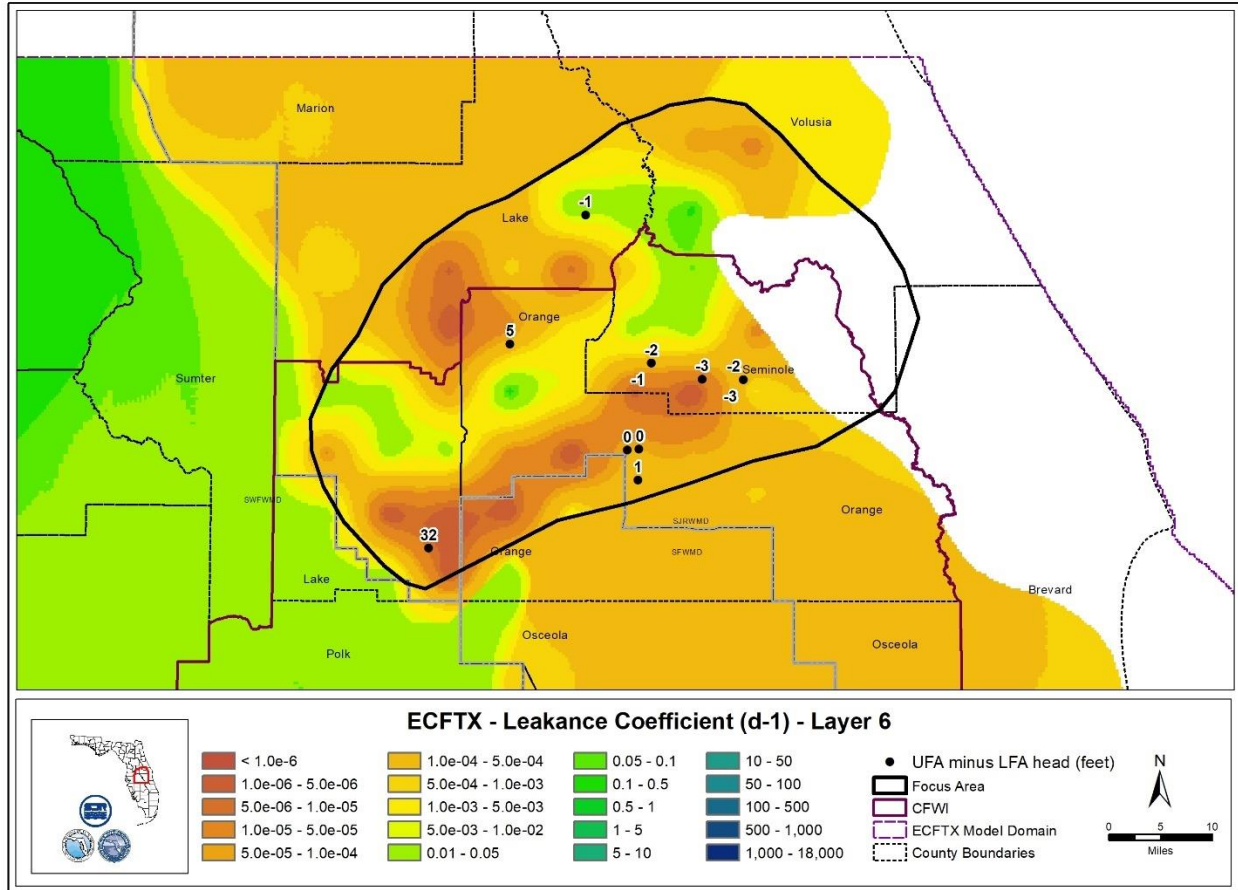 Marion
Volusia
-1
Lake
Orange
5
-2
-3
-2
Seminole
-1
-3
Sumter
0 0
1
SWFWMD
Orange
SJRWMD
32
Orange
SFWMD
Lake
Brevard
Osceola
Osceola
Polk
ECFTX - Leakance Coefficient (d-1) - Layer 6
< 1.0e-6
1.0e-06 - 5.0e-06
5.0e-06 - 1.0e-05
1.0e-05 - 5.0e-05
5.0e-05 - 1.0e-04
1.0e-04 - 5.0e-04
5.0e-04 - 1.0e-03
1.0e-03 - 5.0e-03
5.0e-03 - 1.0e-02
0.01 - 0.05
0.05 - 0.1
0.1 - 0.5
0.5 - 1
1 - 5
5 - 10
10 - 50
50 - 100
100 - 500
500 - 1,000
1,000 - 18,000
UFA minus LFA head (feet)
Focus Area
CFWI
ECFTX Model Domain
County Boundaries
N
0 5 10
Miles